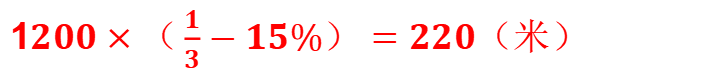 1200 × （1/3 − 15%） = 220（米）